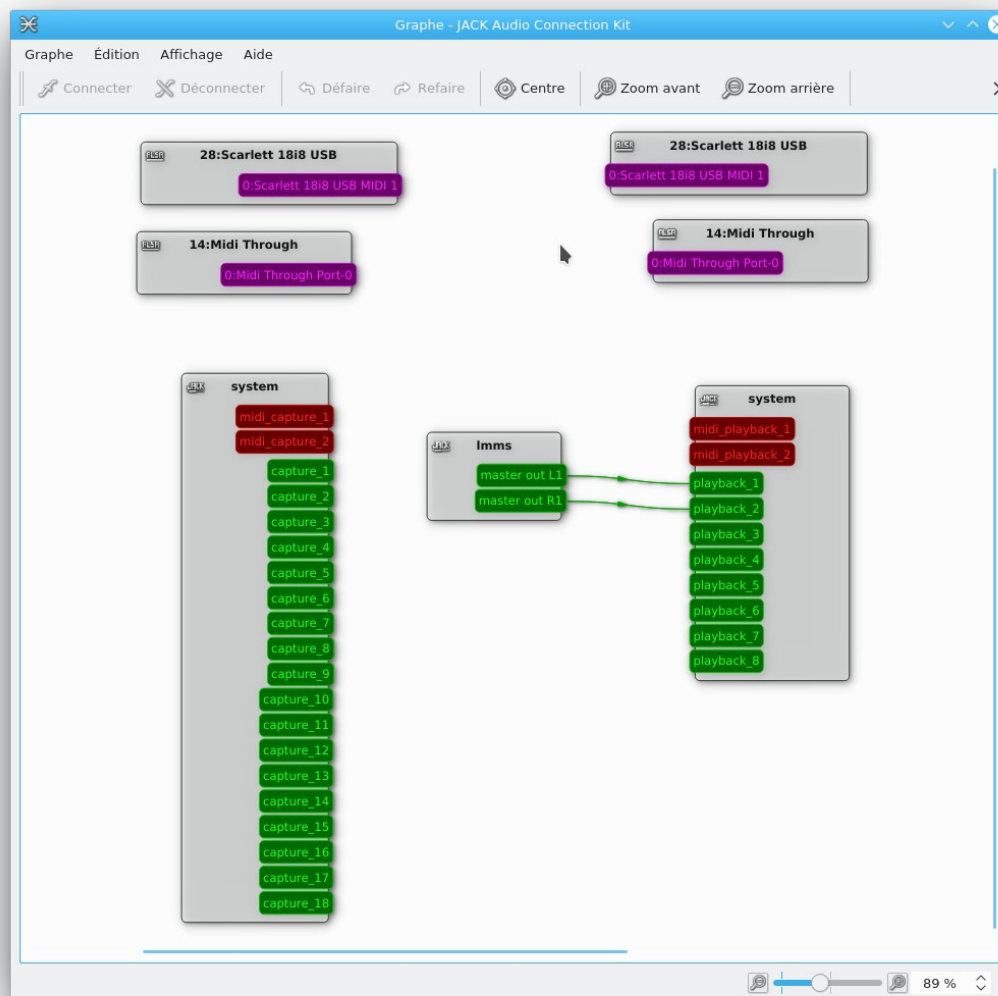 Graphe - JACK Audio Connection Kit
Graphe Édition Affichage Aide
Connecter Déconnecter Défaire Refaire Centre Zoom avant Zoom arrière
ALSA 28:Scarlett 18i8 USB
0:Scarlett 18i8 USB MIDI 1
ALSA 28:Scarlett 18i8 USB
0:Scarlett 18i8 USB MIDI 1
ALSA 14:Midi Through
0:Midi Through Port-0
ALSA 14:Midi Through
0:Midi Through Port-0
JACK system
midi_capture_1
midi_capture_2
capture_1
capture_2
capture_3
capture_4
capture_5
capture_6
capture_7
capture_8
capture_9
capture_10
capture_11
capture_12
capture_13
capture_14
capture_15
capture_16
capture_17
capture_18
JACK lmms
master out L1
master out R1
JACK system
midi_playback_1
midi_playback_2
playback_1
playback_2
playback_3
playback_4
playback_5
playback_6
playback_7
playback_8
89 %